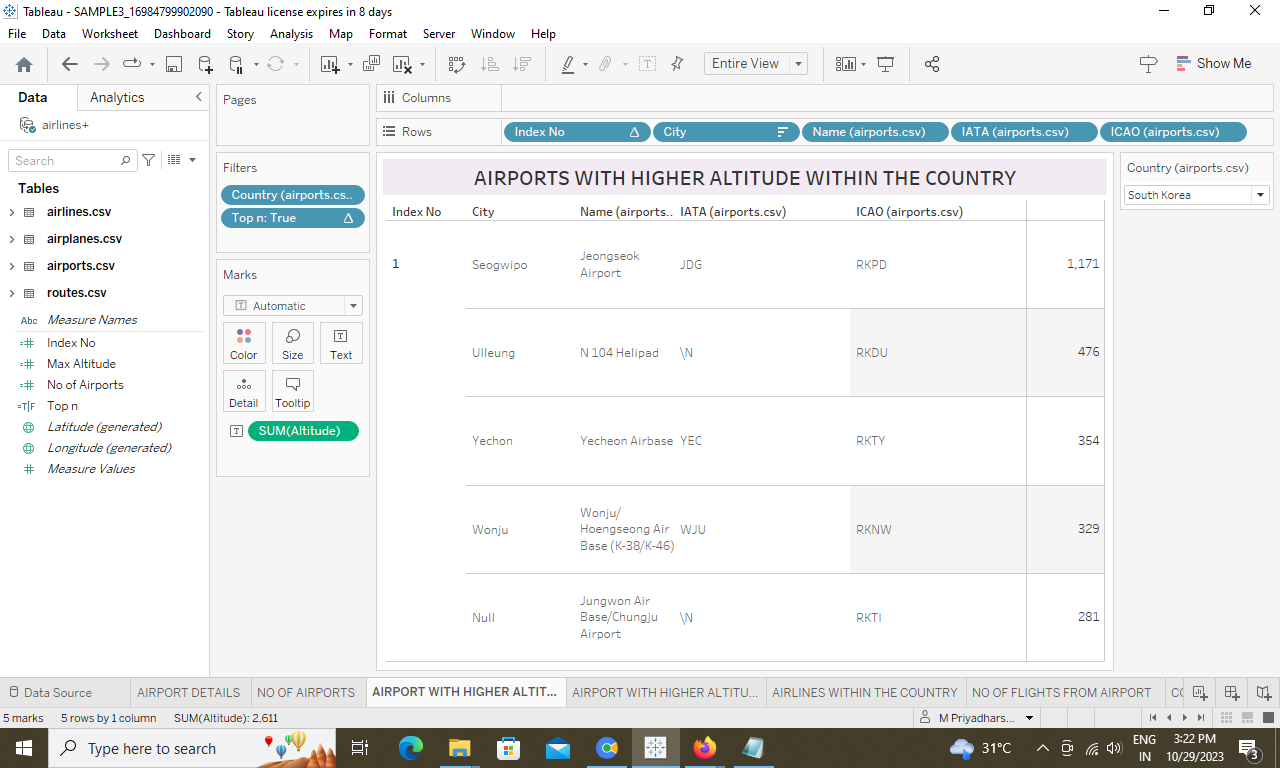 Tableau - SAMPLE3_16984799902090 - Tableau license expires in 8 days
File Data Worksheet Dashboard Story Analysis Map Format Server Window Help
Entire View
Show Me
Data Analytics
airlines+
Search
Tables
airlines.csv
airplanes.csv
airports.csv
routes.csv
Abc Measure Names
Index No
Max Altitude
No of Airports
=T|F Top n
Latitude (generated)
Longitude (generated)
Measure Values
Pages
Filters
Country (airports.cs..
Top n: True
Marks
Automatic
Color Size Text
Detail Tooltip
SUM(Altitude)
Columns
Rows Index No City Name (airports.csv) IATA (airports.csv) ICAO (airports.csv)
AIRPORTS WITH HIGHER ALTITUDE WITHIN THE COUNTRY
Index No City Name (airports.. IATA (airports.csv) ICAO (airports.csv)
1 Seogwipo Jeongseok Airport JDG RKPD 1,171
Ulleung N 104 Helipad \N RKDU 476
Yechon Yecheon Airbase YEC RKTY 354
Wonju Wonju/ Hoengseong Air Base (K-38/K-46) WJU RKNW 329
Null Jungwon Air Base/Chungju Airport \N RKTI 281
Country (airports.csv)
South Korea
Data Source AIRPORT DETAILS NO OF AIRPORTS AIRPORT WITH HIGHER ALTIT... AIRPORT WITH HIGHER ALTITU... AIRLINES WITHIN THE COUNTRY NO OF FLIGHTS FROM AIRPORT
5 marks 5 rows by 1 column SUM(Altitude): 2,611 M Priyadhars...
Type here to search 31°C ENG IN 3:22 PM 10/29/2023 3